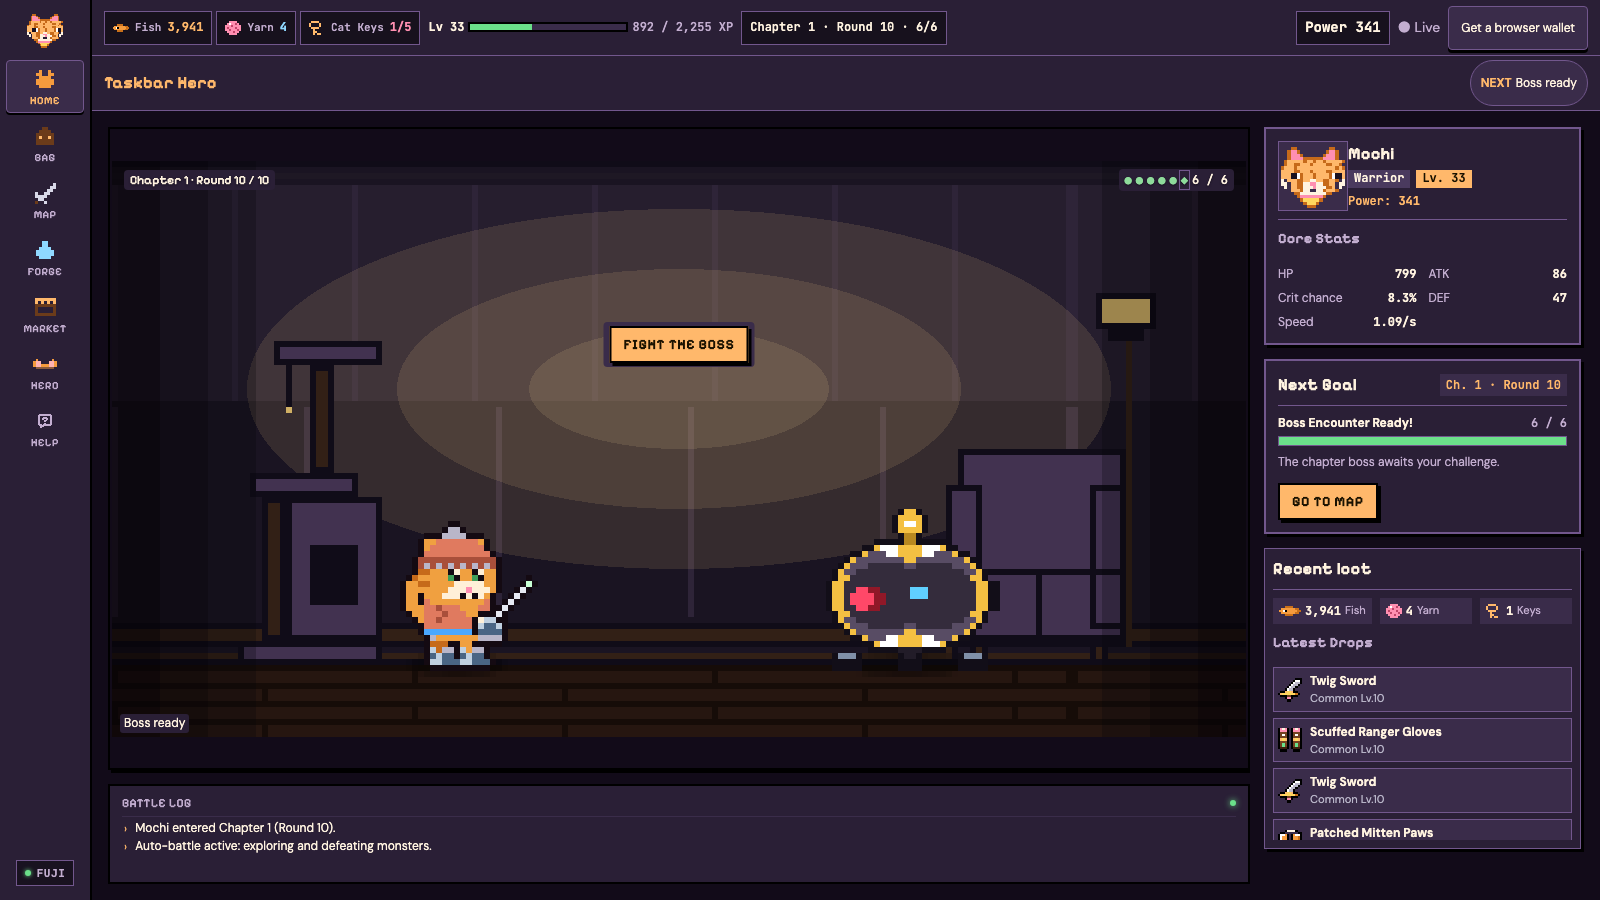 Fish 3,941
Yarn 4
Cat Keys 1/5
Lv 33
892 / 2,255 XP
Chapter 1 · Round 10 · 6/6
Power 341
Live
Get a browser wallet
Taskbar Hero
NEXT Boss ready
HOME
BAG
MAP
FORGE
MARKET
HERO
HELP
FUJI
Chapter 1 · Round 10 / 10
6 / 6
FIGHT THE BOSS
Boss ready
BATTLE LOG
› Mochi entered Chapter 1 (Round 10).
› Auto-battle active: exploring and defeating monsters.
Mochi
Warrior
Lv. 33
Power: 341
Core Stats
HP 799 ATK 86
Crit chance 8.3% DEF 47
Speed 1.09/s
Next Goal
Ch. 1 · Round 10
Boss Encounter Ready! 6 / 6
The chapter boss awaits your challenge.
GO TO MAP
Recent loot
3,941 Fish
4 Yarn
1 Keys
Latest Drops
Twig Sword
Common Lv.10
Scuffed Ranger Gloves
Common Lv.10
Twig Sword
Common Lv.10
Patched Mitten Paws